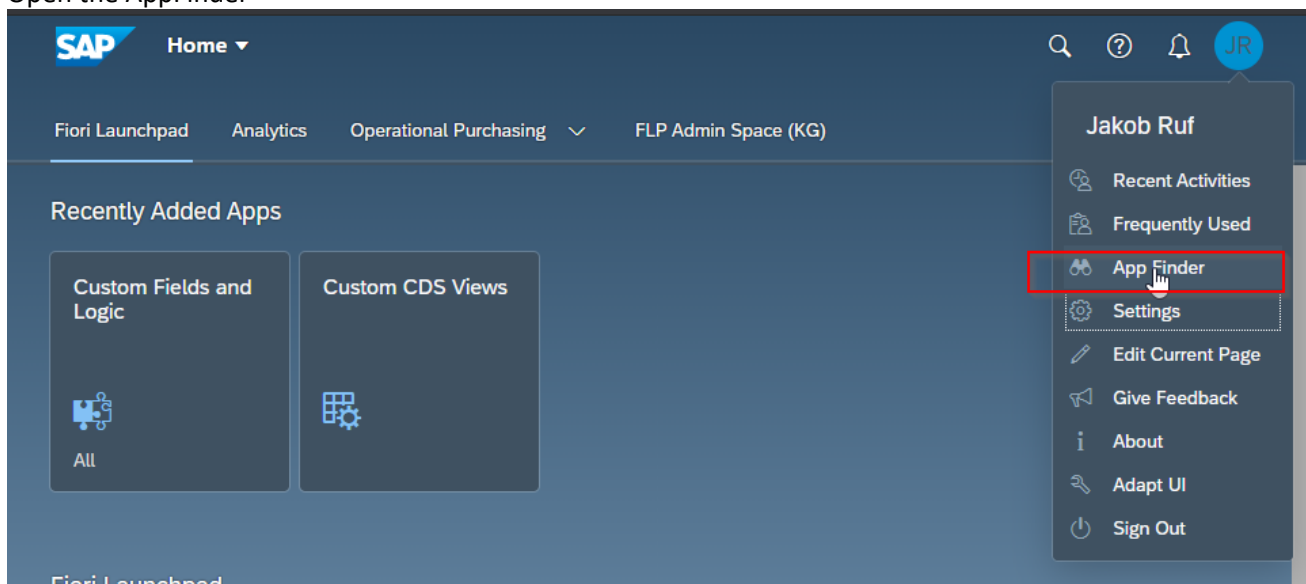 Open the AppFinder
SAP Home
JR
Fiori Launchpad Analytics Operational Purchasing FLP Admin Space (KG)
Jakob Ruf
Recent Activities
Frequently Used
App Finder
Settings
Edit Current Page
Give Feedback
About
Adapt UI
Sign Out
Recently Added Apps
Custom Fields and
Logic
All
Custom CDS Views
Fiori Launchpad